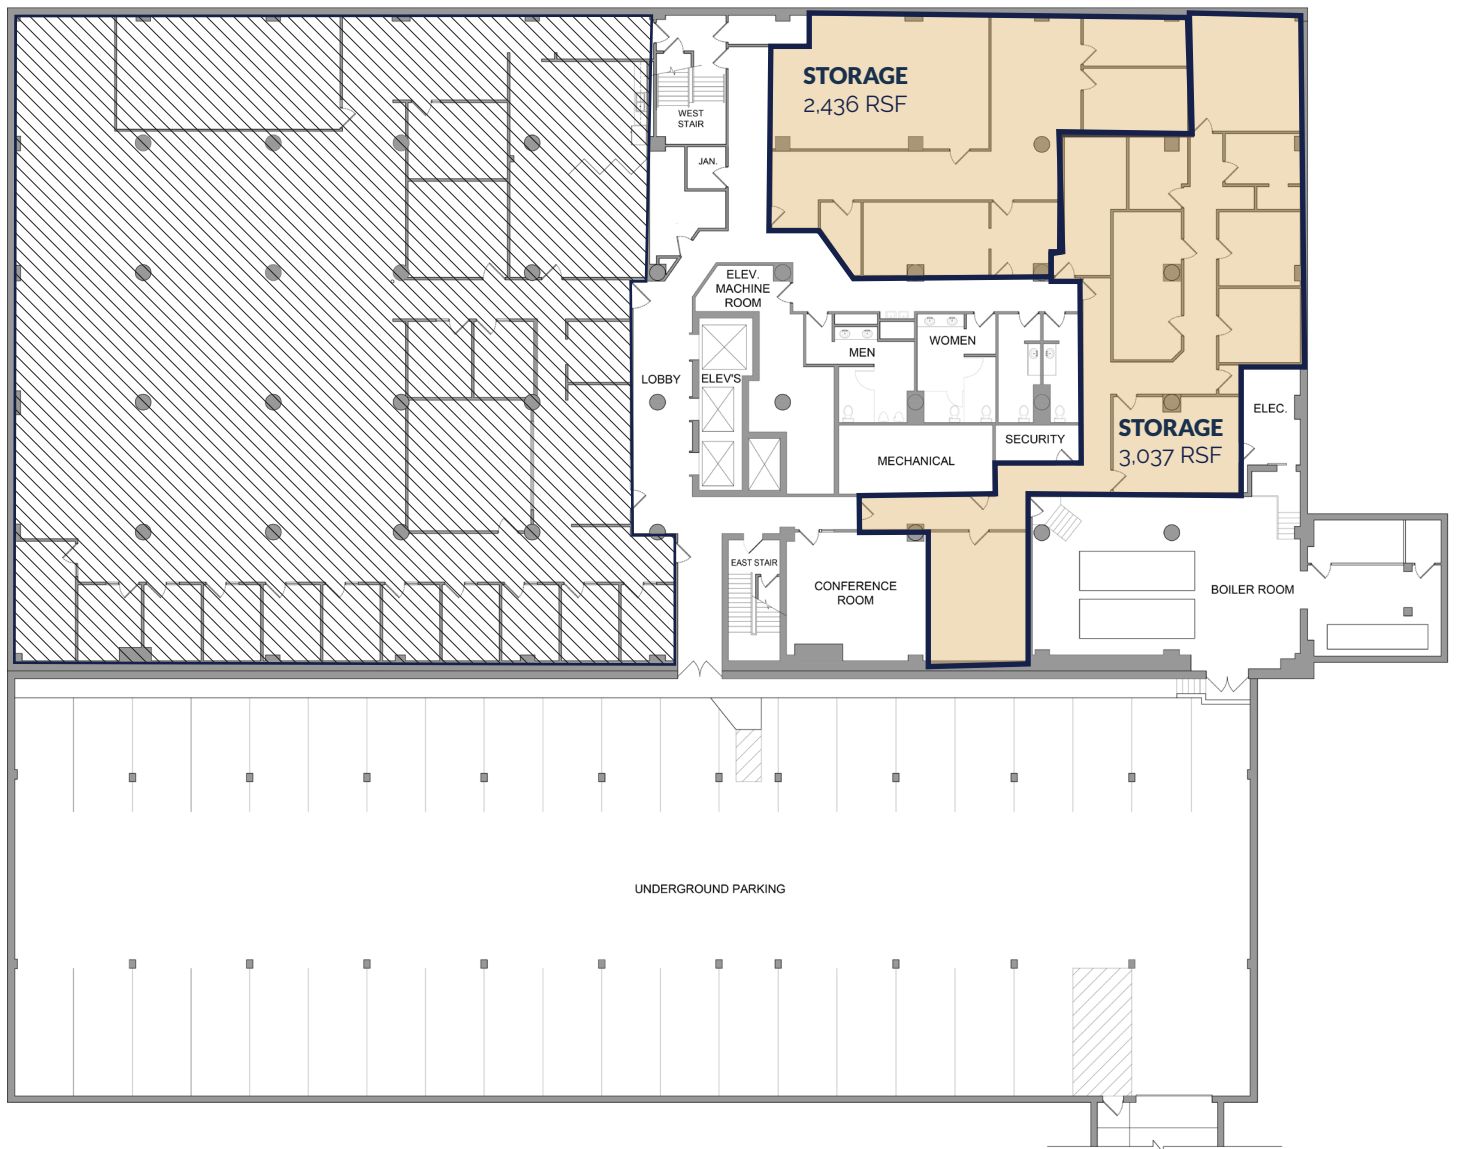 STORAGE
2,436 RSF
WEST
STAIR
JAN.
ELEV.
MACHINE
ROOM
MEN
WOMEN
LOBBY
ELEV'S
ELEC.
STORAGE
3,037 RSF
SECURITY
MECHANICAL
EAST STAIR
CONFERENCE
ROOM
BOILER ROOM
UNDERGROUND PARKING